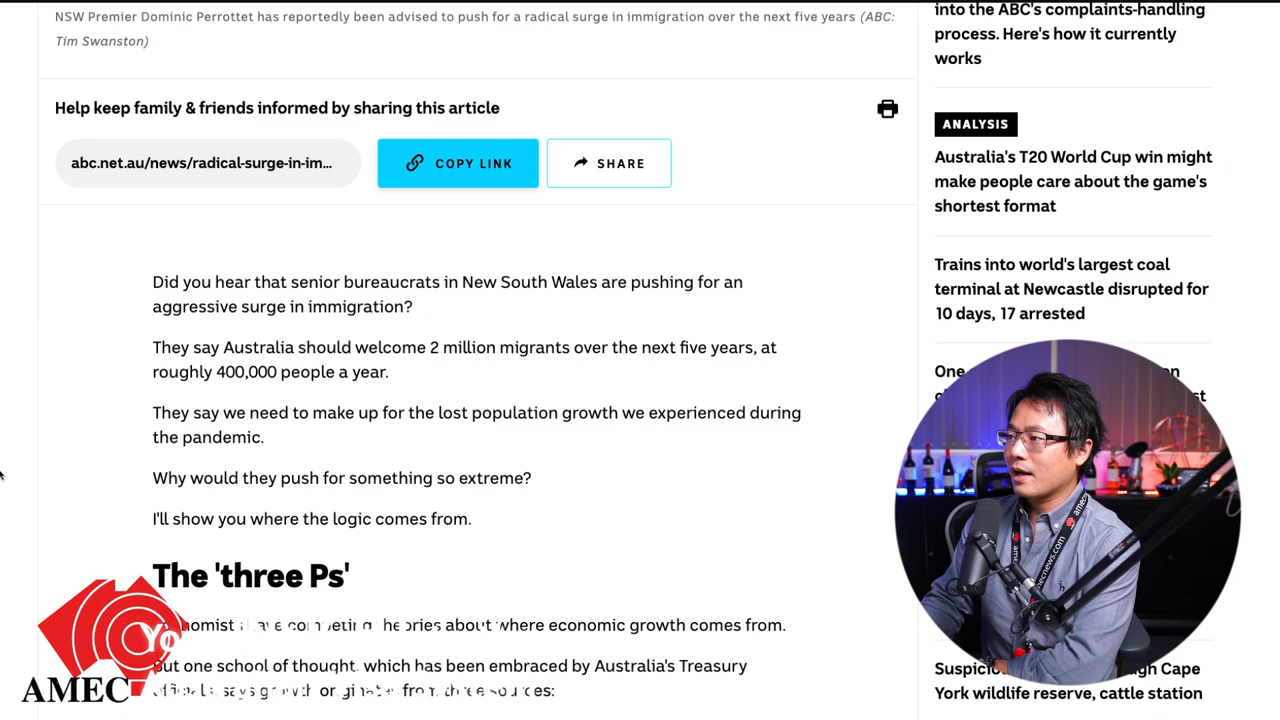 NSW Premier Dominic Perrottet has reportedly been advised to push for a radical surge in immigration over the next five years (ABC:
Tim Swanston)
Help keep family & friends informed by sharing this article
abc.net.au/news/radical-surge-in-im...
COPY LINK
SHARE
Did you hear that senior bureaucrats in New South Wales are pushing for an
aggressive surge in immigration?
They say Australia should welcome 2 million migrants over the next five years, at
roughly 400,000 people a year.
They say we need to make up for the lost population growth we experienced during
the pandemic.
Why would they push for something so extreme?
I'll show you where the logic comes from.
The 'three Ps'
theories about where economic growth comes from.
But one school of thought, which has been embraced by Australia's Treasury
says growth originates from three sources:
Yo
AMEC
into the ABC's complaints-handling
process. Here's how it currently
works
ANALYSIS
Australia's T20 World Cup win might
make people care about the game's
shortest format
Trains into world's largest coal
terminal at Newcastle disrupted for
10 days, 17 arrested
One
Cape
York wildlife reserve, cattle station
amecnews.com